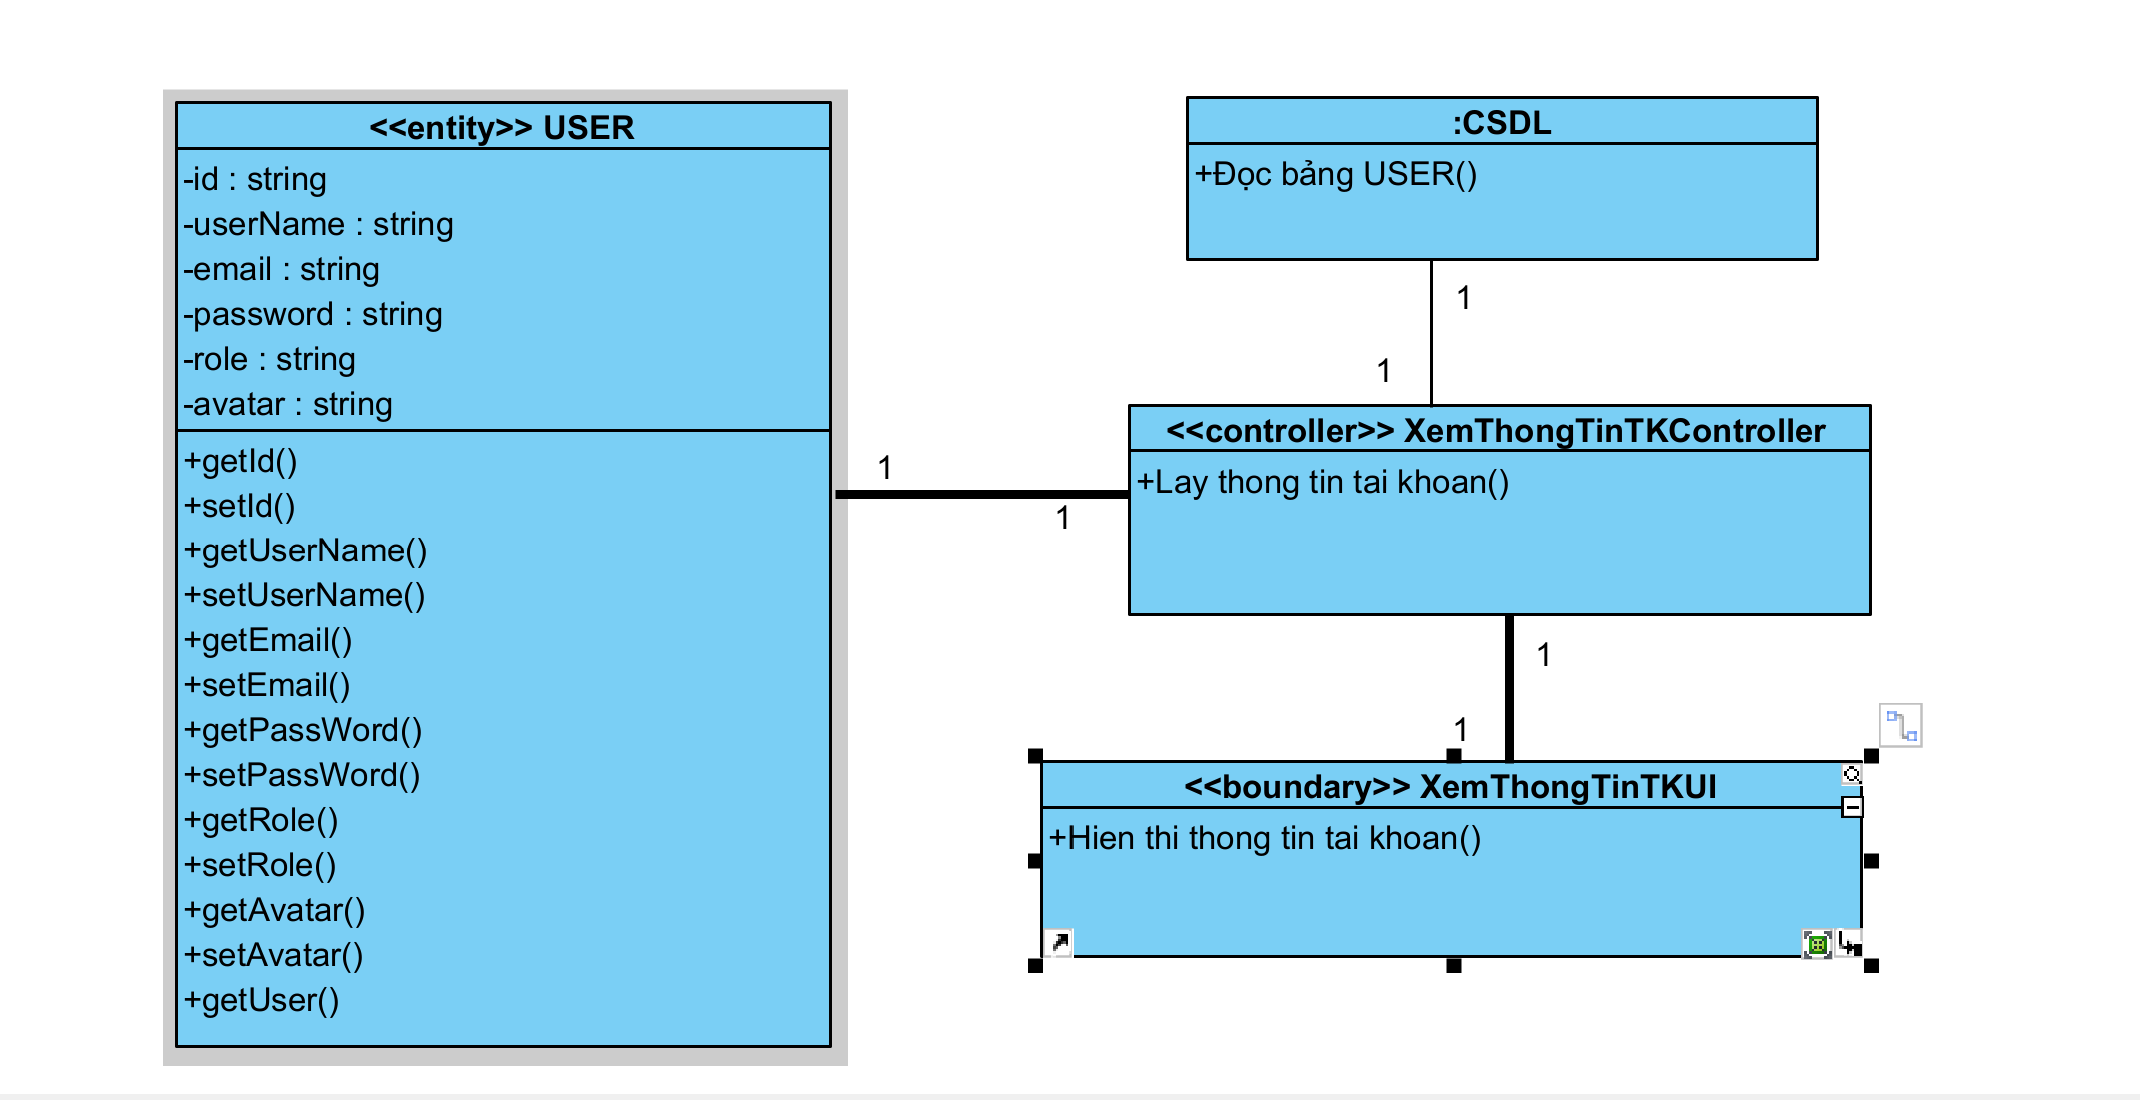 <<entity>> USER
-id : string
-userName : string
-email : string
-password : string
-role : string
-avatar : string
+getId()
+setId()
+getUserName()
+setUserName()
+getEmail()
+setEmail()
+getPassWord()
+setPassWord()
+getRole()
+setRole()
+getAvatar()
+setAvatar()
+getUser()
1
1
:CSDL
+Đọc bảng USER()
1
1
<<controller>> XemThongTinTKController
+Lay thong tin tai khoan()
1
1
<<boundary>> XemThongTinTKUI
+Hien thi thong tin tai khoan()